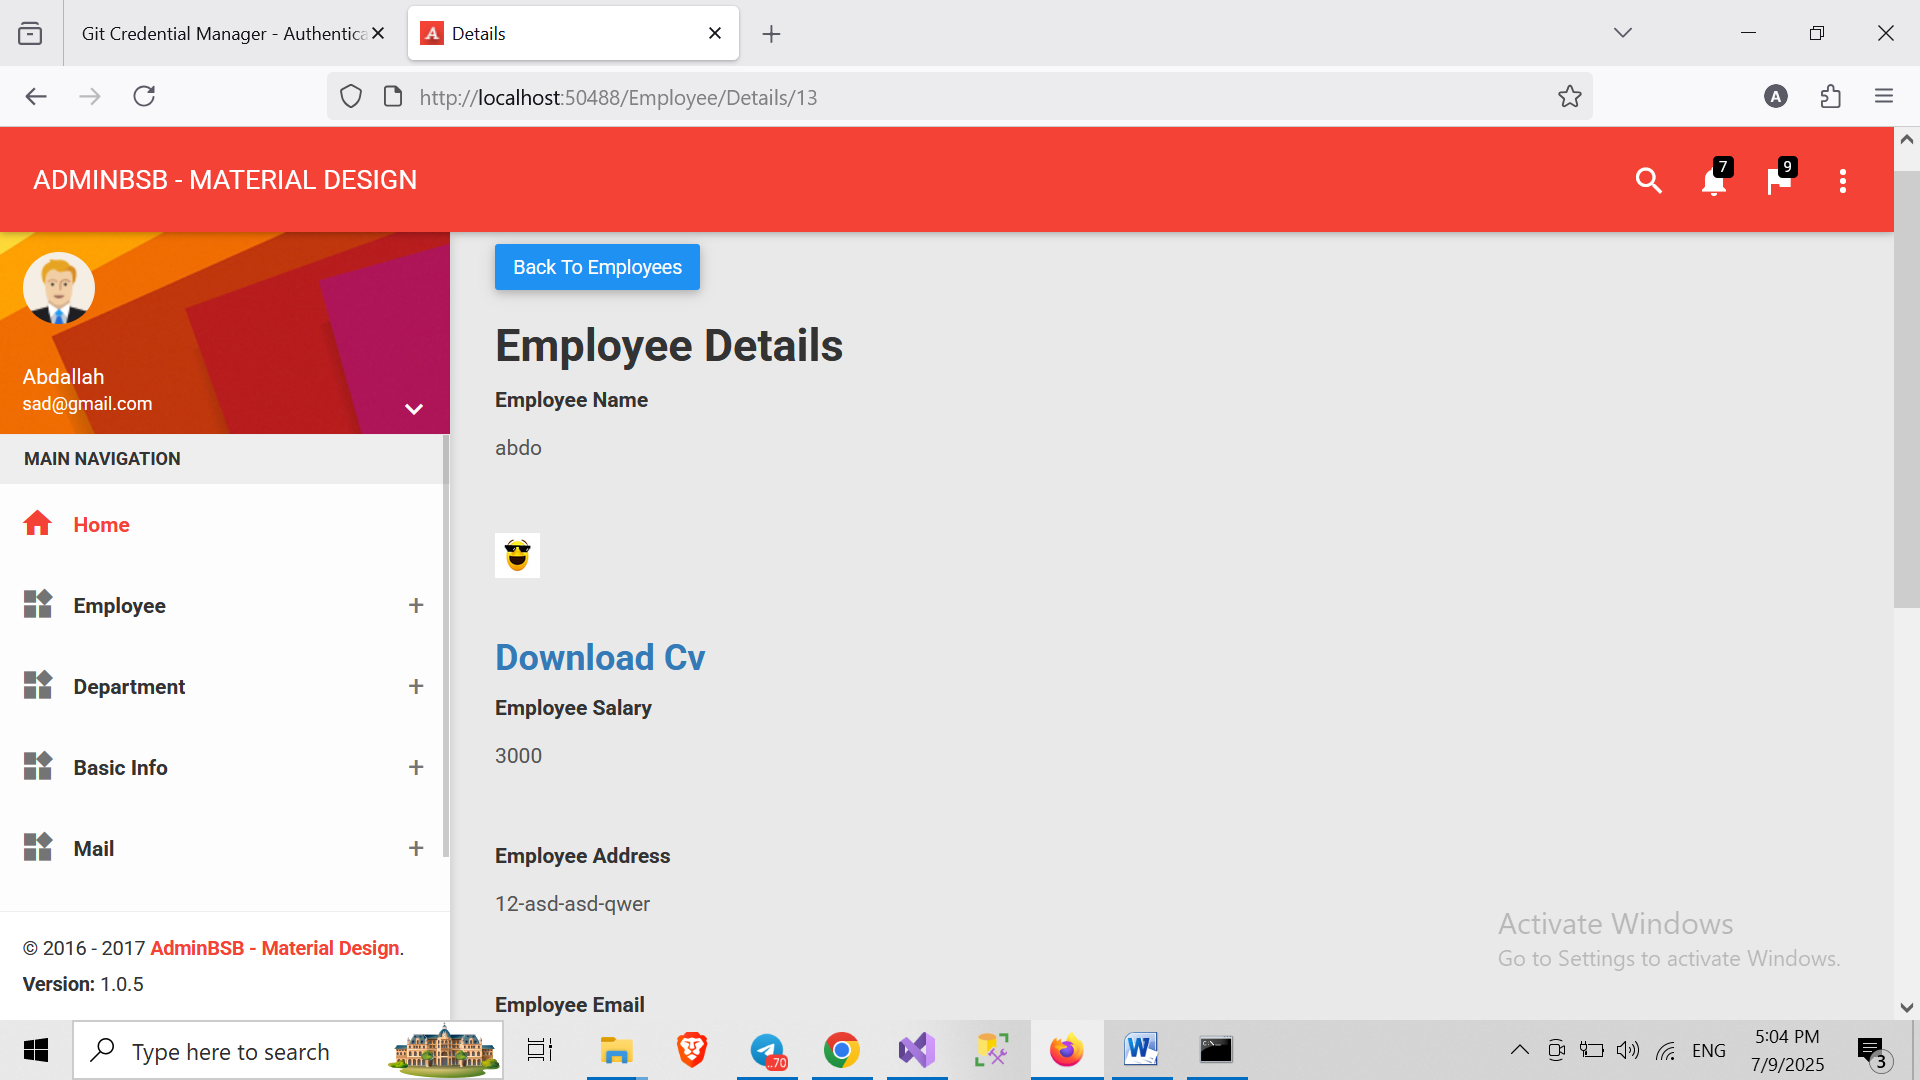 Git Credential Manager - Authentica
Details
http://localhost:50488/Employee/Details/13
A
ADMINBSB - MATERIAL DESIGN
7
9
Abdallah
sad@gmail.com
MAIN NAVIGATION
Home
Employee
Department
Basic Info
Mail
© 2016 - 2017 AdminBSB - Material Design.
Version: 1.0.5
Back To Employees
Employee Details
Employee Name
abdo
Download Cv
Employee Salary
3000
Employee Address
12-asd-asd-qwer
Employee Email
Activate Windows
Go to Settings to activate Windows.
Type here to search
..70
ENG
5:04 PM
7/9/2025
3